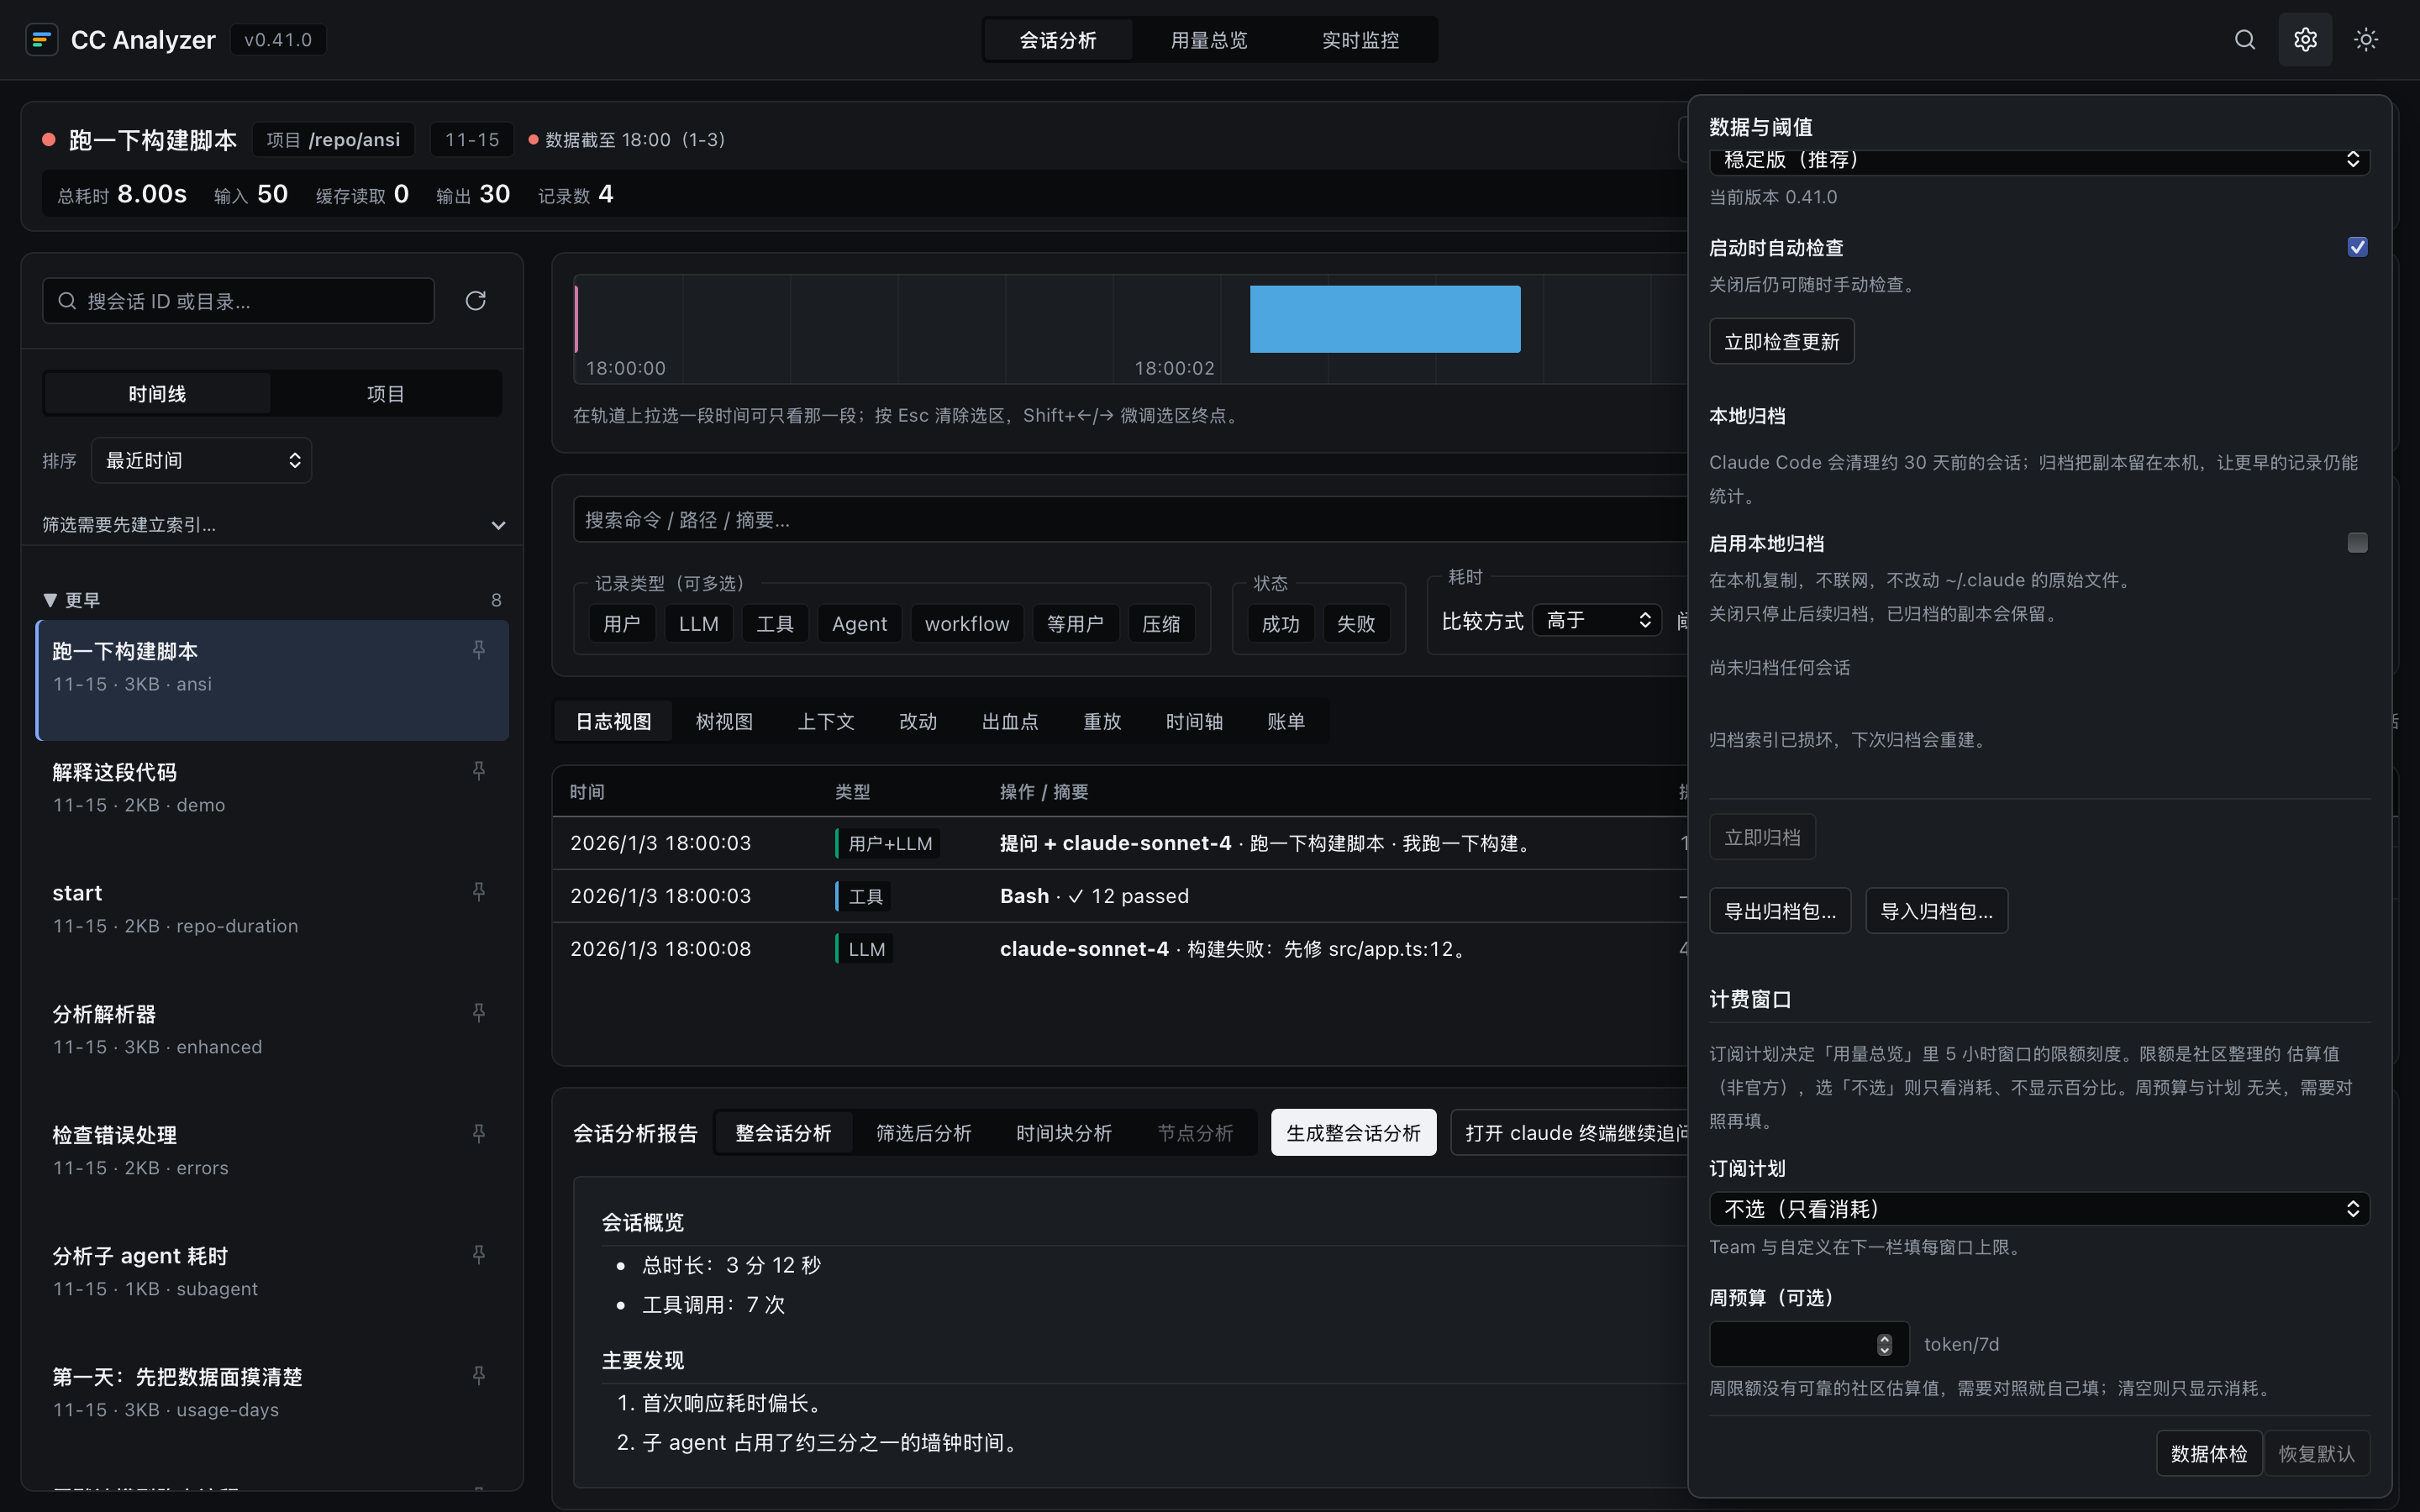 CC Analyzer v0.41.0
会话分析 用量总览 实时监控
跑一下构建脚本 项目 /repo/ansi 11-15 数据截至 18:00 (1-3)
总耗时 8.00s 输入 50 缓存读取 0 输出 30 记录数 4
搜会话 ID 或目录...
时间线 项目
排序 最近时间
筛选需要先建立索引...
▼ 更早 8
跑一下构建脚本
11-15 · 3KB · ansi
解释这段代码
11-15 · 2KB · demo
start
11-15 · 2KB · repo-duration
分析解析器
11-15 · 3KB · enhanced
检查错误处理
11-15 · 2KB · errors
分析子 agent 耗时
11-15 · 1KB · subagent
第一天：先把数据面摸清楚
11-15 · 3KB · usage-days
18:00:00 18:00:02
在轨道上拉选一段时间可只看那一段；按 Esc 清除选区，Shift+←/→ 微调选区终点。
搜索命令 / 路径 / 摘要...
记录类型（可多选） 状态 耗时
用户 LLM 工具 Agent workflow 等用户 压缩 成功 失败 比较方式 高于
日志视图 树视图 上下文 改动 出血点 重放 时间轴 账单
时间 类型 操作 / 摘要
2026/1/3 18:00:03 用户+LLM 提问 + claude-sonnet-4 · 跑一下构建脚本 · 我跑一下构建。
2026/1/3 18:00:03 工具 Bash · ✓ 12 passed
2026/1/3 18:00:08 LLM claude-sonnet-4 · 构建失败：先修 src/app.ts:12。
会话分析报告 整会话分析 筛选后分析 时间块分析 节点分析 生成整会话分析 打开 claude 终端继续追问
会话概览
• 总时长：3 分 12 秒
• 工具调用：7 次
主要发现
1. 首次响应耗时偏长。
2. 子 agent 占用了约三分之一的墙钟时间。
数据与阈值
稳定版（推荐）
当前版本 0.41.0
启动时自动检查
关闭后仍可随时手动检查。
立即检查更新
本地归档
Claude Code 会清理约 30 天前的会话；归档把副本留在本机，让更早的记录仍能
统计。
启用本地归档
在本机复制，不联网，不改动 ~/.claude 的原始文件。
关闭只停止后续归档，已归档的副本会保留。
尚未归档任何会话
归档索引已损坏，下次归档会重建。
立即归档
导出归档包... 导入归档包...
计费窗口
订阅计划决定「用量总览」里 5 小时窗口的限额刻度。限额是社区整理的 估算值
（非官方），选「不选」则只看消耗、不显示百分比。周预算与计划 无关，需要对
照再填。
订阅计划
不选（只看消耗）
Team 与自定义在下一栏填每窗口上限。
周预算（可选）
token/7d
周限额没有可靠的社区估算值，需要对照就自己填；清空则只显示消耗。
数据体检 恢复默认